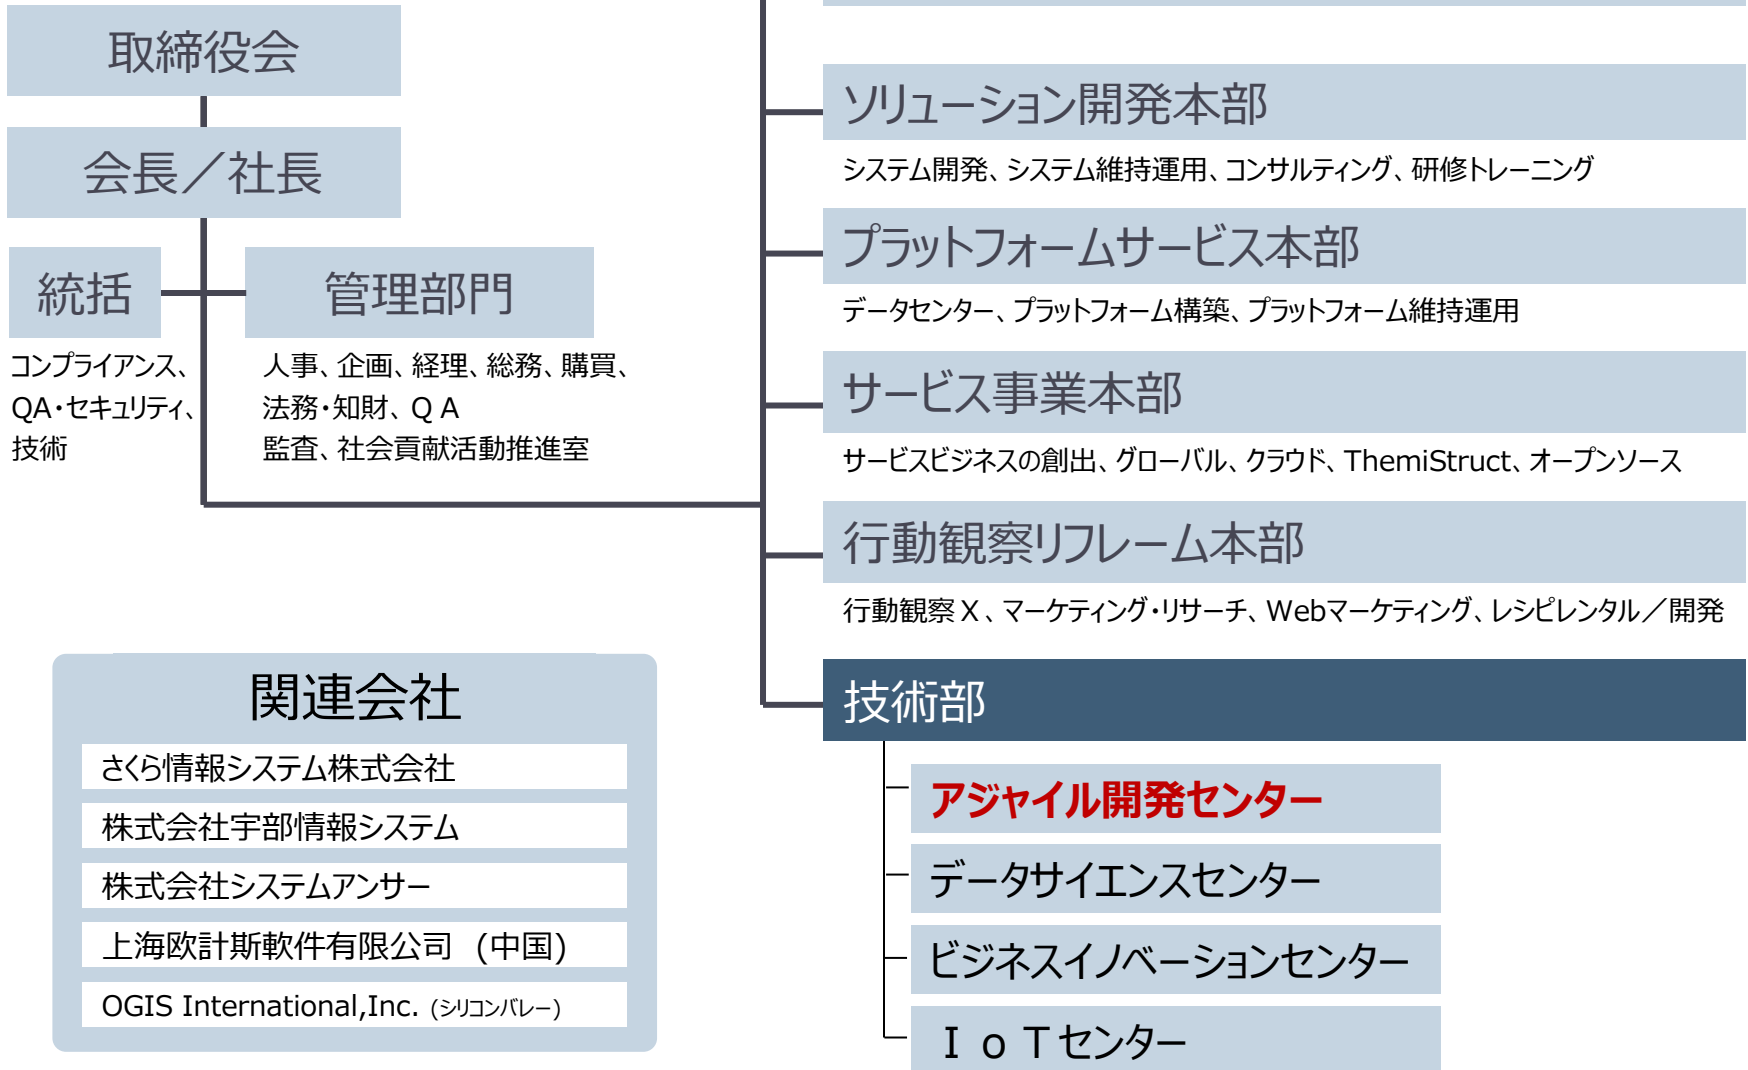 取締役会
会長／社長
統括
管理部門
コンプライアンス、
QA・セキュリティ、
技術
人事、企画、経理、総務、購買、
法務・知財、ＱＡ
監査、社会貢献活動推進室
ソリューション開発本部
システム開発、システム維持運用、コンサルティング、研修トレーニング
プラットフォームサービス本部
データセンター、プラットフォーム構築、プラットフォーム維持運用
サービス事業本部
サービスビジネスの創出、グローバル、クラウド、ThemiStruct、オープンソース
行動観察リフレーム本部
行動観察Ｘ、マーケティング・リサーチ、Webマーケティング、レシピレンタル／開発
技術部
アジャイル開発センター
データサイエンスセンター
ビジネスイノベーションセンター
ＩｏＴセンター
関連会社
さくら情報システム株式会社
株式会社宇部情報システム
株式会社システムアンサー
上海欧計斯軟件有限公司 (中国)
OGIS International,Inc. (シリコンバレー)